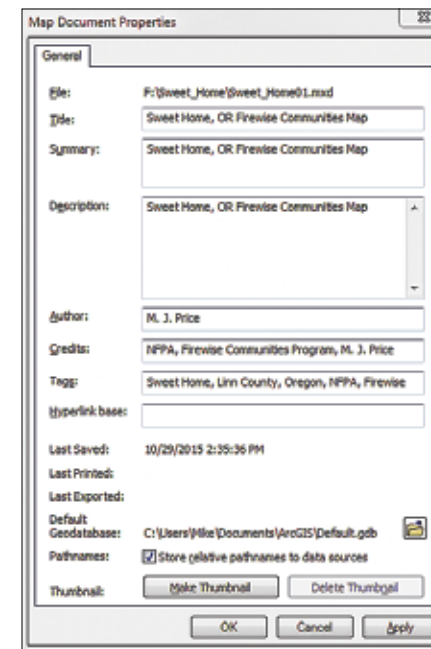 Map Document Properties
General
File: F:\Sweet_Home\Sweet_Home01.mxd
Title: Sweet Home, OR Firewise Communities Map
Summary: Sweet Home, OR Firewise Communities Map
Description: Sweet Home, OR Firewise Communities Map
Author: M. J. Price
Credits: NFPA, Firewise Communities Program, M. J. Price
Tags: Sweet Home, Linn County, Oregon, NFPA, Firewise
Hyperlink base:
Last Saved: 10/29/2015 2:35:36 PM
Last Printed:
Last Exported:
Default
Geodatabase: C:\Users\Mike\Documents\ArcGIS\Default.gdb
Pathnames: Store relative pathnames to data sources
Thumbnail: Make Thumbnail Delete Thumbnail
OK Cancel Apply